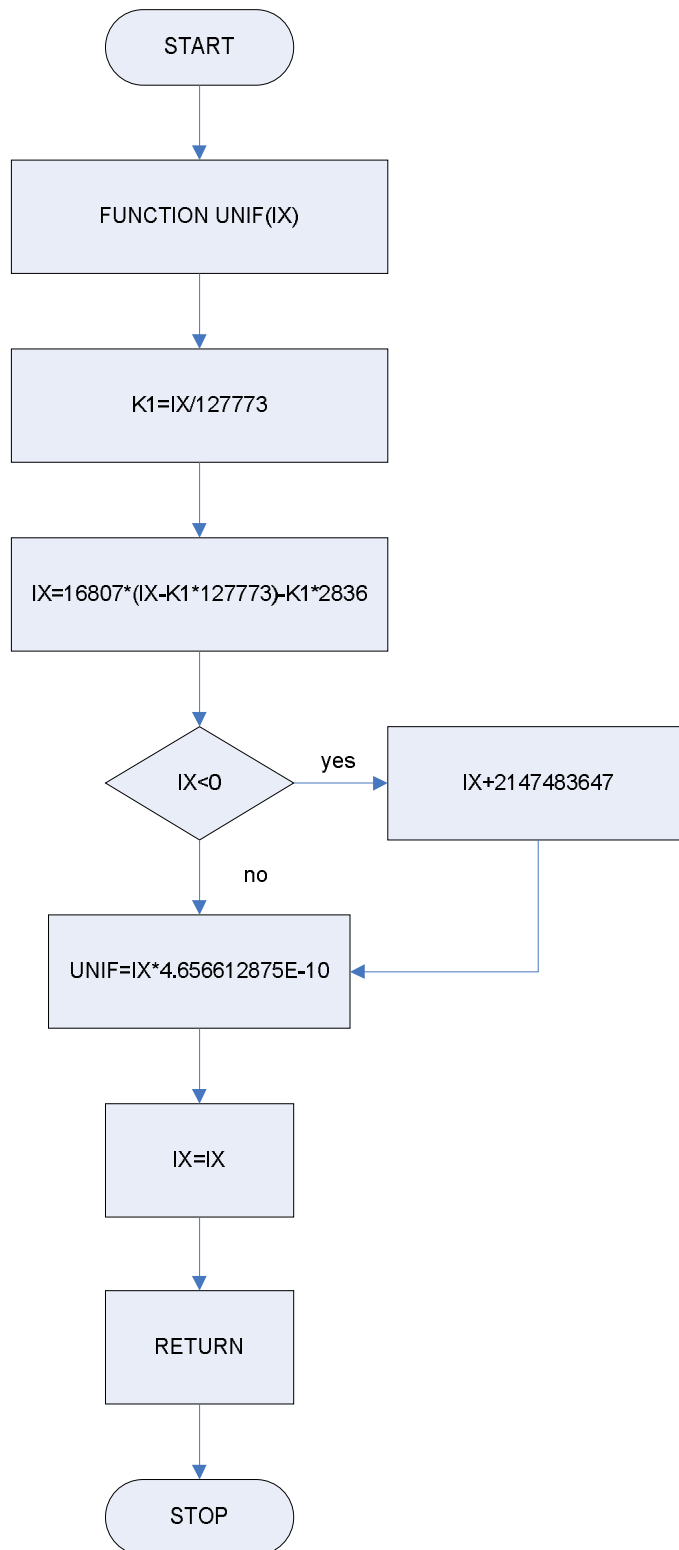 START
FUNCTION UNIF(IX)
K1=IX/127773
IX=16807*(IX-K1*127773)-K1*2836
IX<0
yes
IX+2147483647
no
UNIF=IX*4.656612875E-10
IX=IX
RETURN
STOP